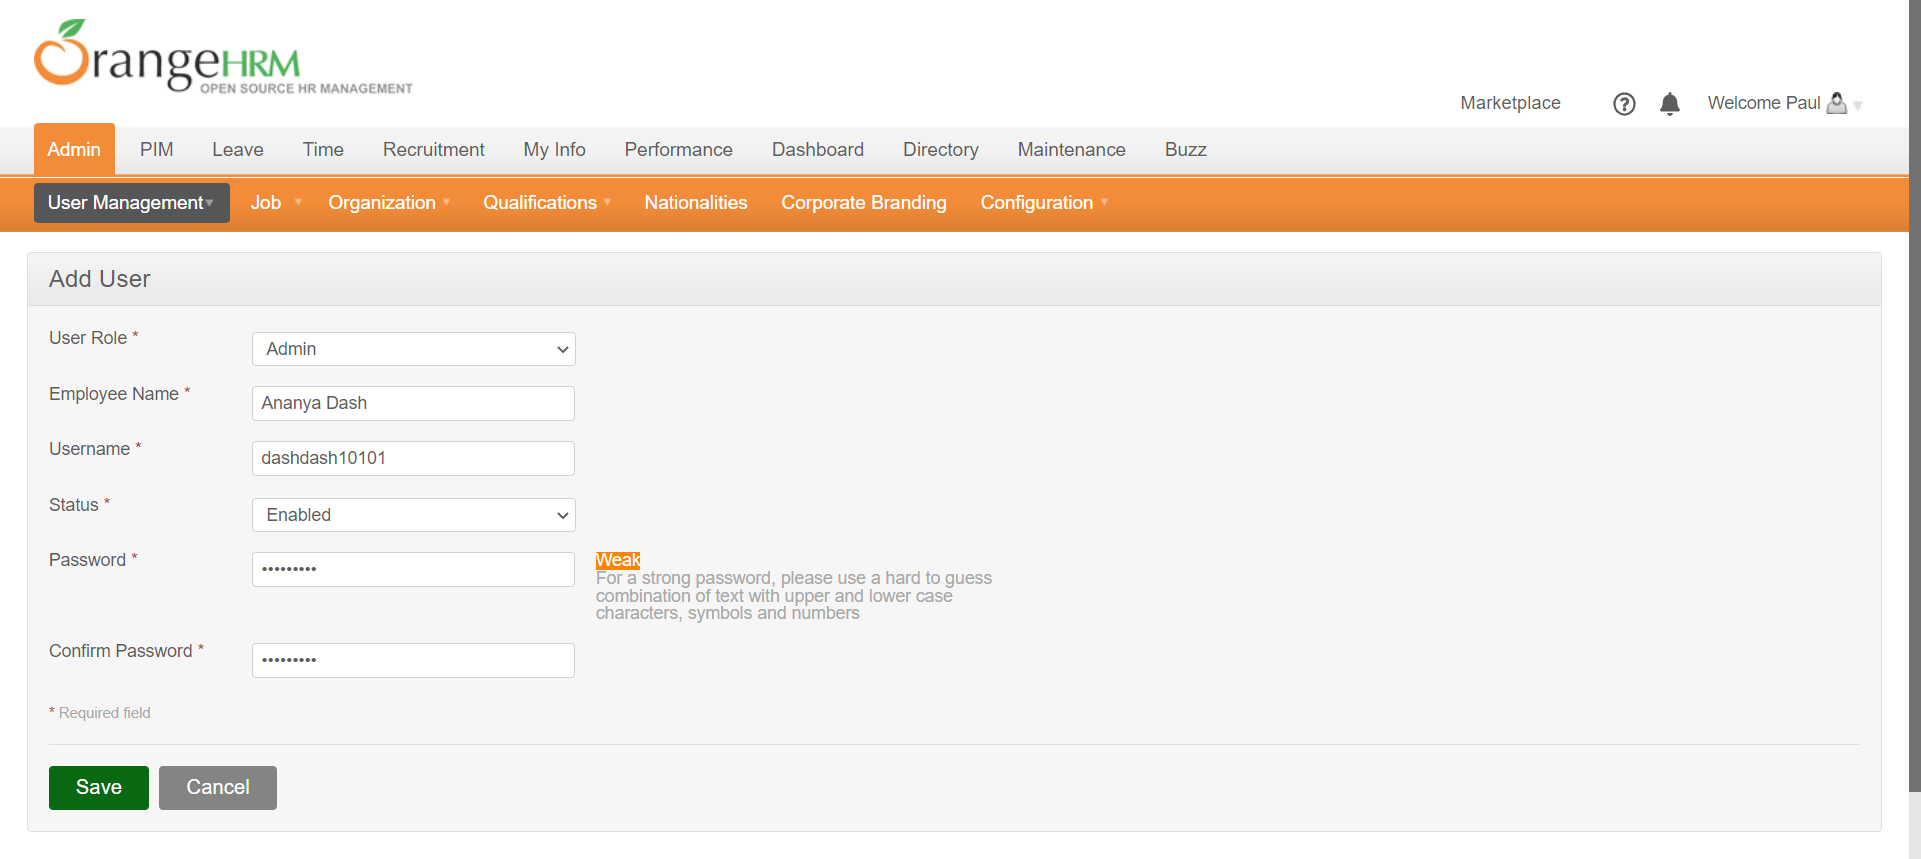 OrangeHRM
OPEN SOURCE HR MANAGEMENT
Marketplace ? Welcome Paul
Admin PIM Leave Time Recruitment My Info Performance Dashboard Directory Maintenance Buzz
User Management Job Organization Qualifications Nationalities Corporate Branding Configuration
Add User
User Role * Admin
Employee Name * Ananya Dash
Username * dashdash10101
Status * Enabled
Password * ••••••••• Weak
For a strong password, please use a hard to guess
combination of text with upper and lower case
characters, symbols and numbers
Confirm Password * •••••••••
* Required field
Save Cancel